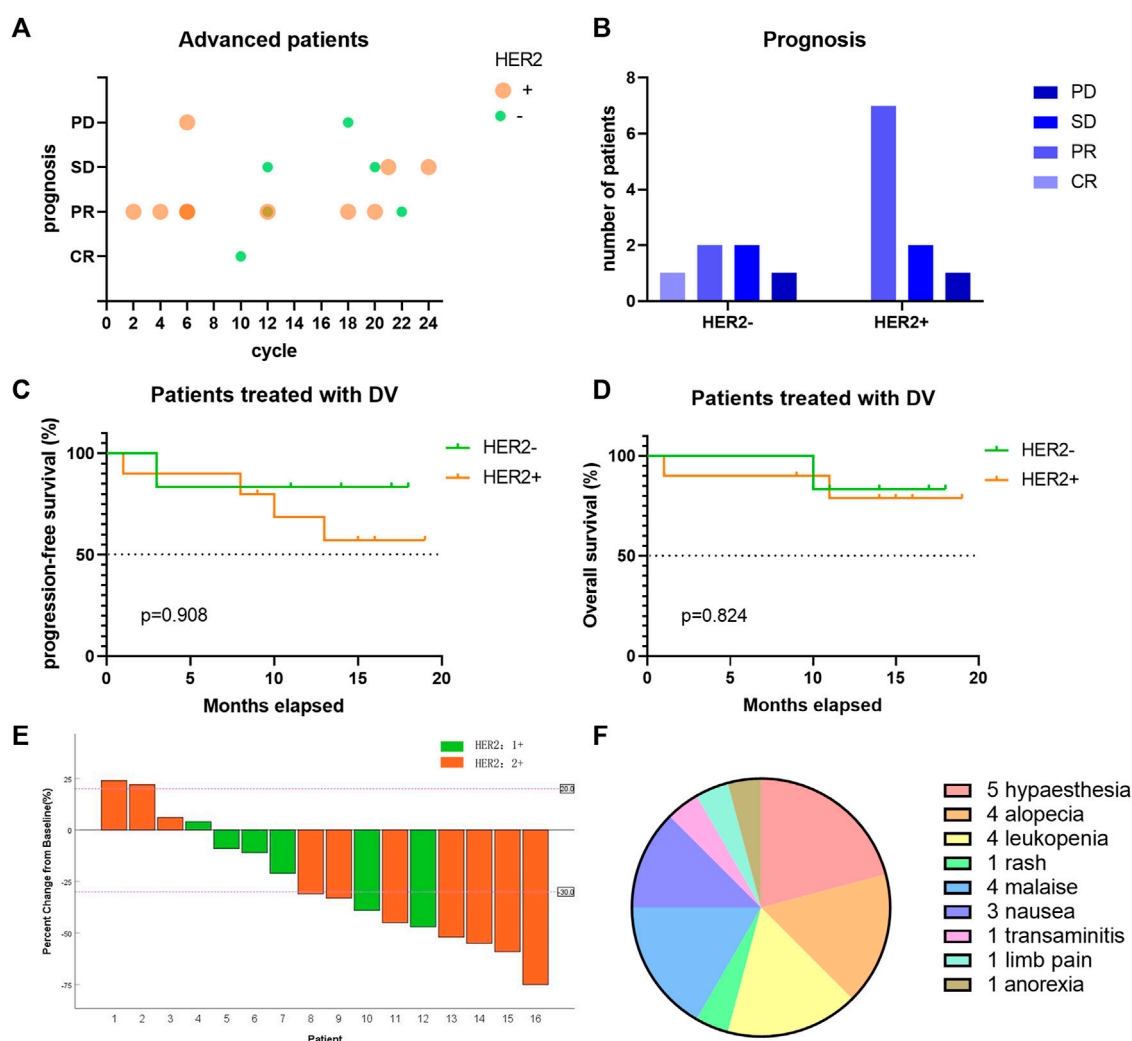 A
Advanced patients
HER2
+
-
PD
SD
PR
CR
prognosis
0 2 4 6 8 10 12 14 16 18 20 22 24
cycle
B
Prognosis
PD
SD
PR
CR
number of patients
8
6
4
2
0
HER2-
HER2+
C
Patients treated with DV
HER2-
HER2+
progression-free survival (%)
100
50
0
p=0.908
0 5 10 15 20
Months elapsed
D
Patients treated with DV
HER2-
HER2+
Overall survival (%)
100
50
0
p=0.824
0 5 10 15 20
Months elapsed
E
HER2: 1+
HER2: 2+
Percent Change from Baseline(%)
25
0
-25
-50
-75
20.0
-30.0
1 2 3 4 5 6 7 8 9 10 11 12 13 14 15 16
Patient
F
5 hypaesthesia
4 alopecia
4 leukopenia
1 rash
4 malaise
3 nausea
1 transaminitis
1 limb pain
1 anorexia